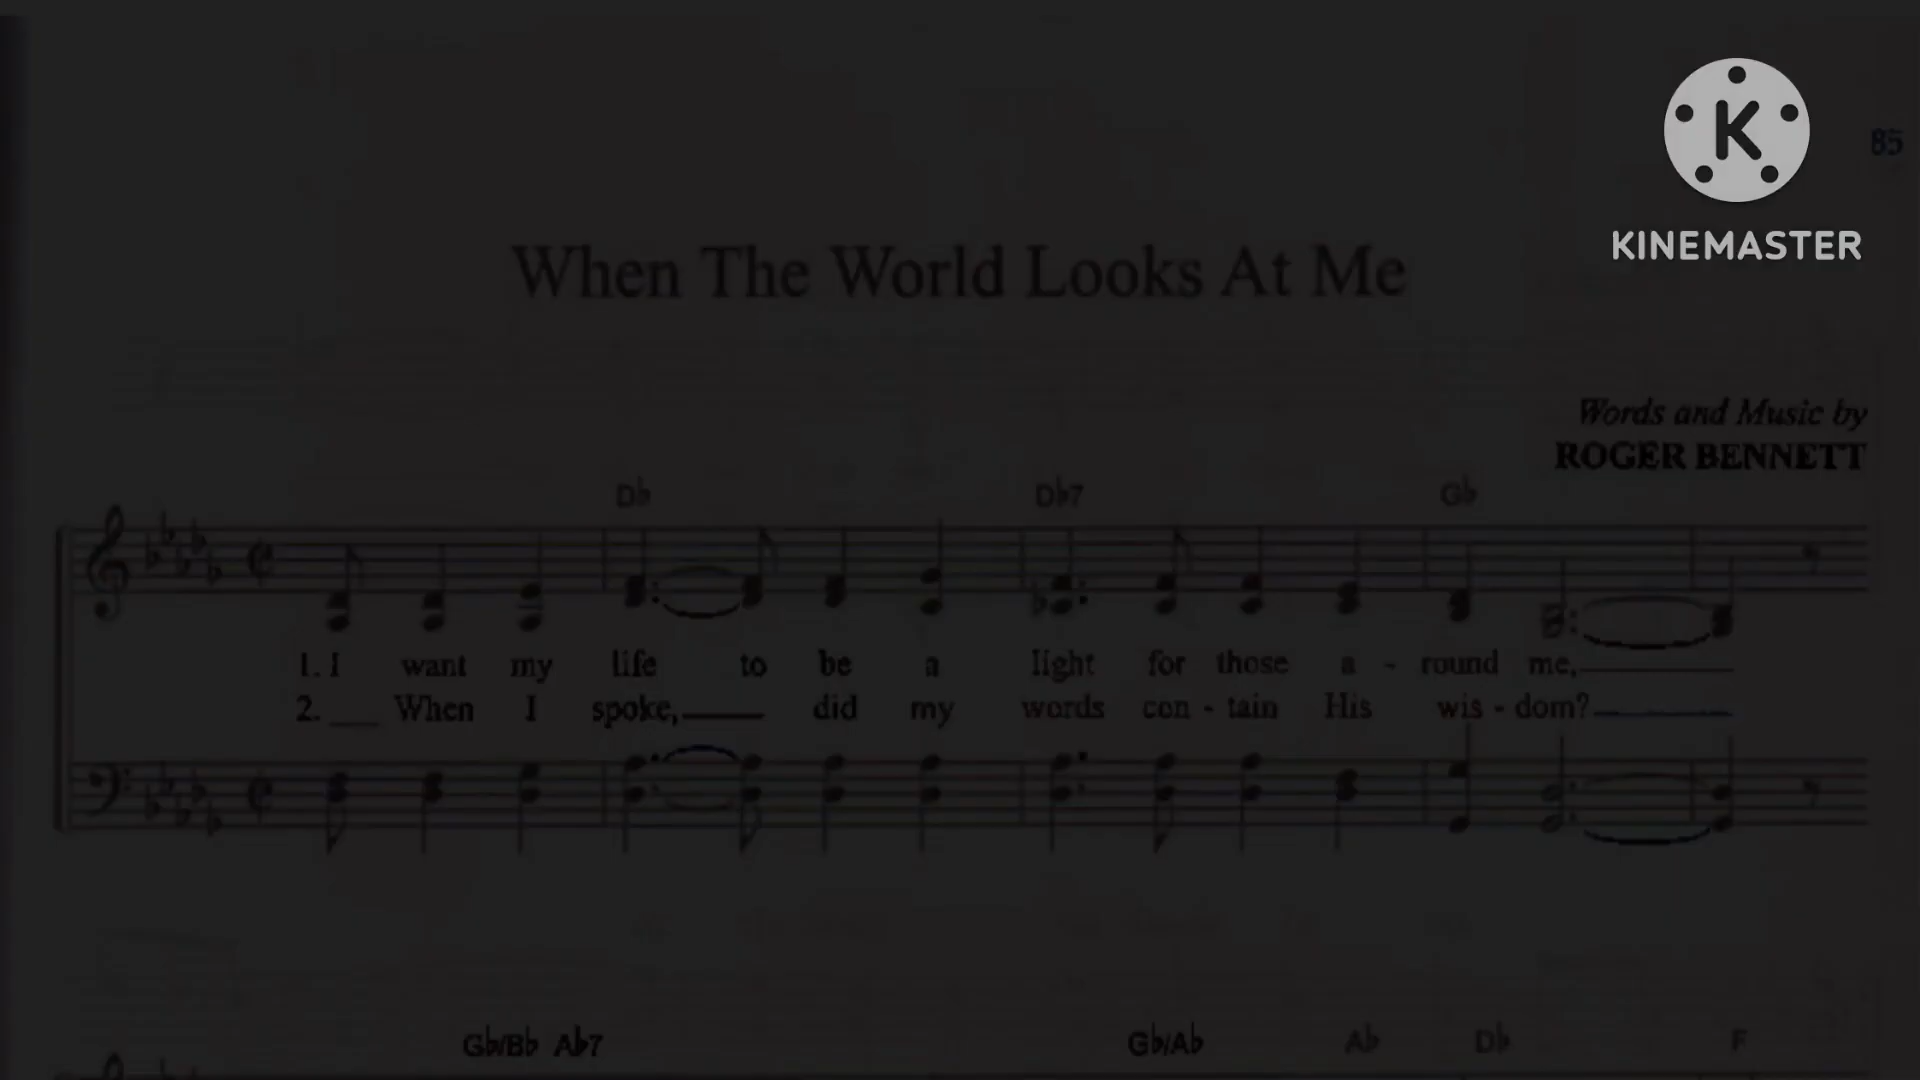 85
KINEMASTER
When The World Looks At Me
Words and Music by
ROGER BENNETT
Db Db7 Gb
1. I want my life to be a light for those a - round me,
2. When I spoke, did my words con - tain His wis - dom?
Gb/Bb Ab7 Gb/Ab Ab Db F